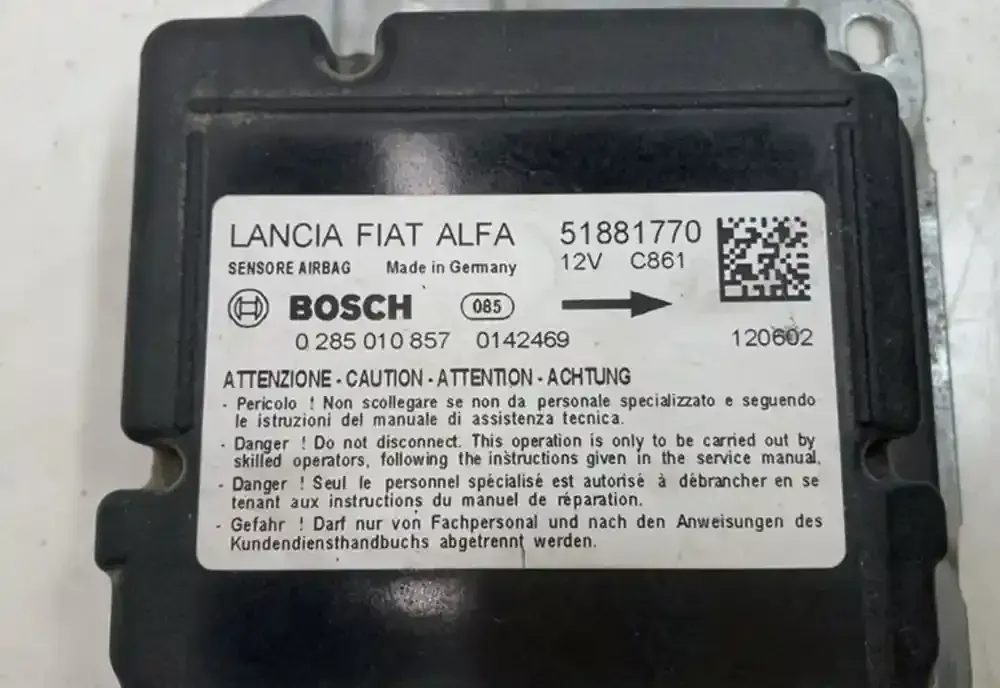 LANCIA FIAT ALFA 51881770
SENSORE AIRBAG Made in Germany 12V C861
BOSCH 085
0 285 010 857 0142469 120602
ATTENZIONE - CAUTION - ATTENTION - ACHTUNG
- Pericolo ! Non scollegare se non da personale specializzato e seguendo
le istruzioni del manuale di assistenza tecnica.
- Danger ! Do not disconnect. This operation is only to be carried out by
skilled operators, following the instructions given in the service manual.
- Danger ! Seul le personnel spécialisé est autorisé à débrancher en se
tenant aux instructions du manuel de réparation.
- Gefahr ! Darf nur von Fachpersonal und nach den Anweisungen des
Kundendiensthandbuchs abgetrennt werden.